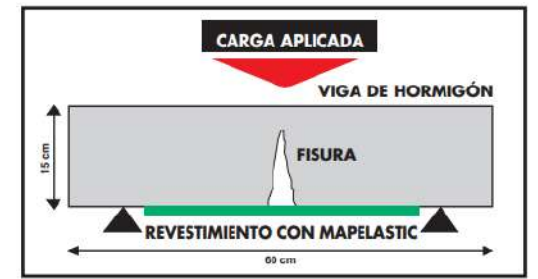 CARGA APLICADA
VIGA DE HORMIGÓN
15 cm
FISURA
REVESTIMIENTO CON MAPELASTIC
60 cm